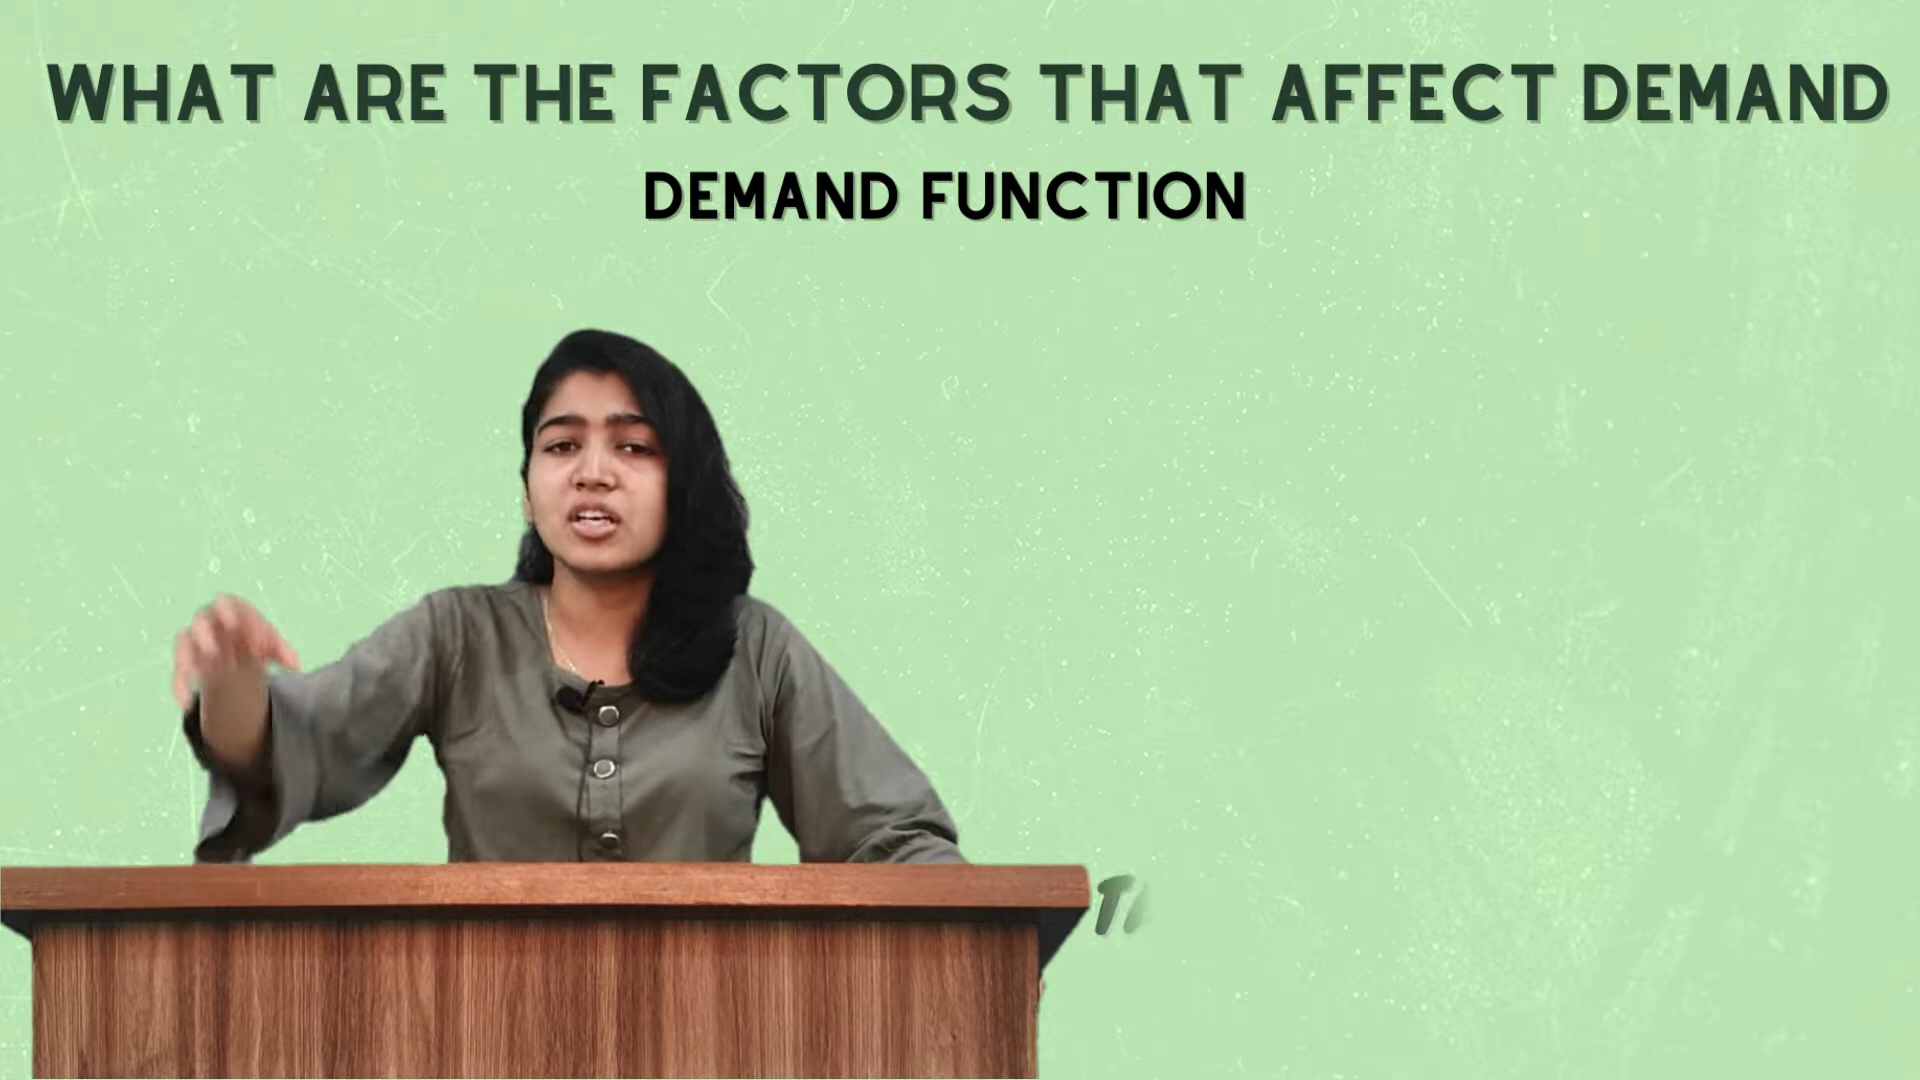 WHAT ARE THE FACTORS THAT AFFECT DEMAND
DEMAND FUNCTION